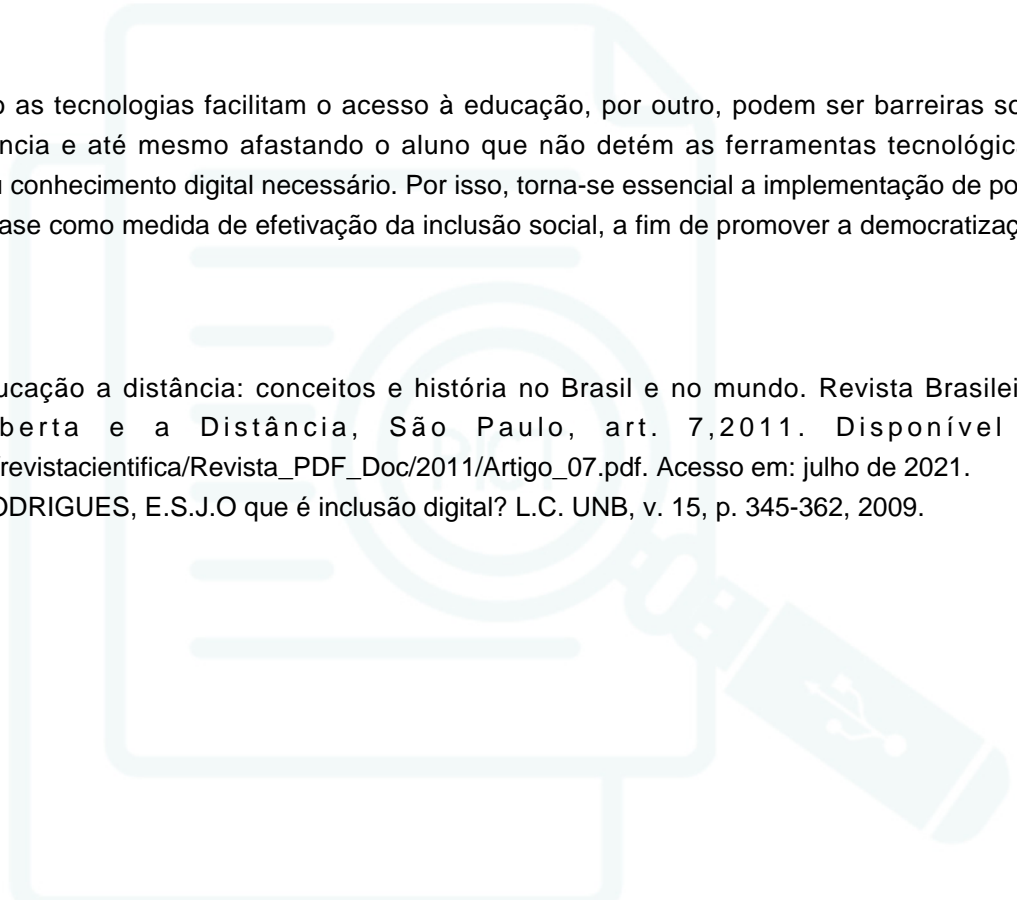 o as tecnologias facilitam o acesso à educação, por outro, podem ser barreiras so
ncia e até mesmo afastando o aluno que não detém as ferramentas tecnológic
u conhecimento digital necessário. Por isso, torna-se essencial a implementação de po
ase como medida de efetivação da inclusão social, a fim de promover a democratizaç
ucação a distância: conceitos e história no Brasil e no mundo. Revista Brasilei
berta e a Distância, São Paulo, art. 7,2011. Disponível
/revistacientifica/Revista_PDF_Doc/2011/Artigo_07.pdf. Acesso em: julho de 2021.
ODRIGUES, E.S.J.O que é inclusão digital? L.C. UNB, v. 15, p. 345-362, 2009.